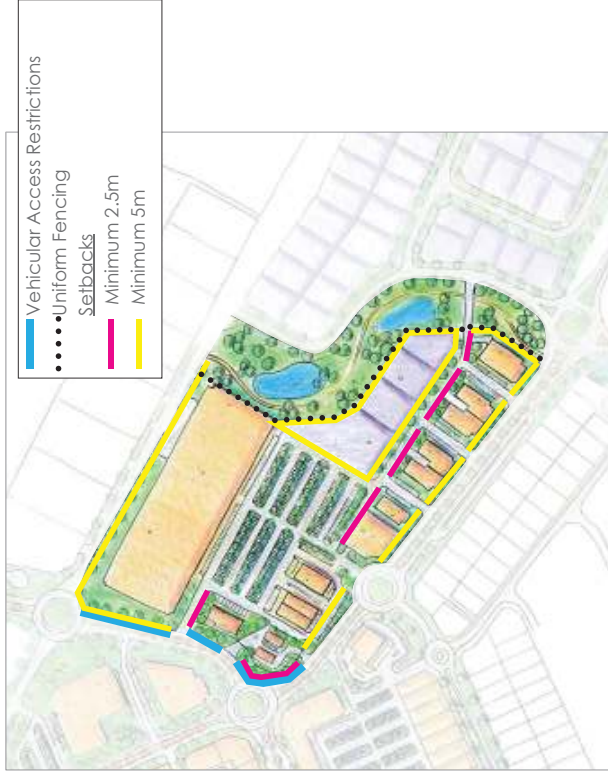 Vehicular Access Restrictions
Uniform Fencing
Setbacks
Minimum 2.5m
Minimum 5m